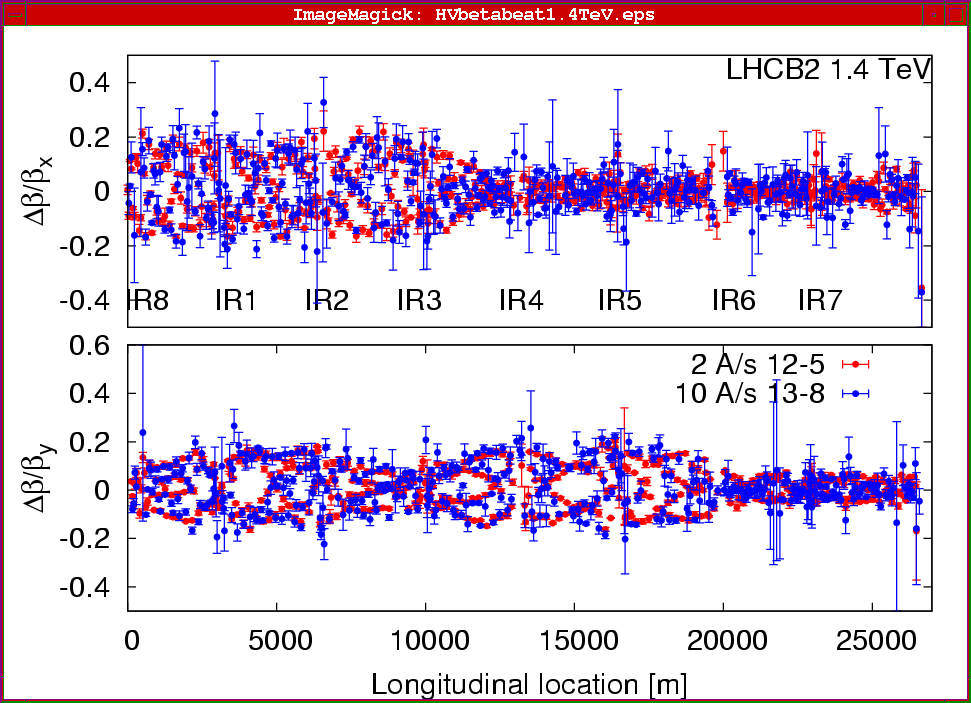 ImageMagick: HVbetabeat1.4TeV.eps
LHCB2 1.4 TeV
0.4
0.2
0
-0.2
-0.4
Δβ/βx
IR8 IR1 IR2 IR3 IR4 IR5 IR6 IR7
0.6
0.4
0.2
0
-0.2
-0.4
Δβ/βy
2 A/s 12-5
10 A/s 13-8
0 5000 10000 15000 20000 25000
Longitudinal location [m]